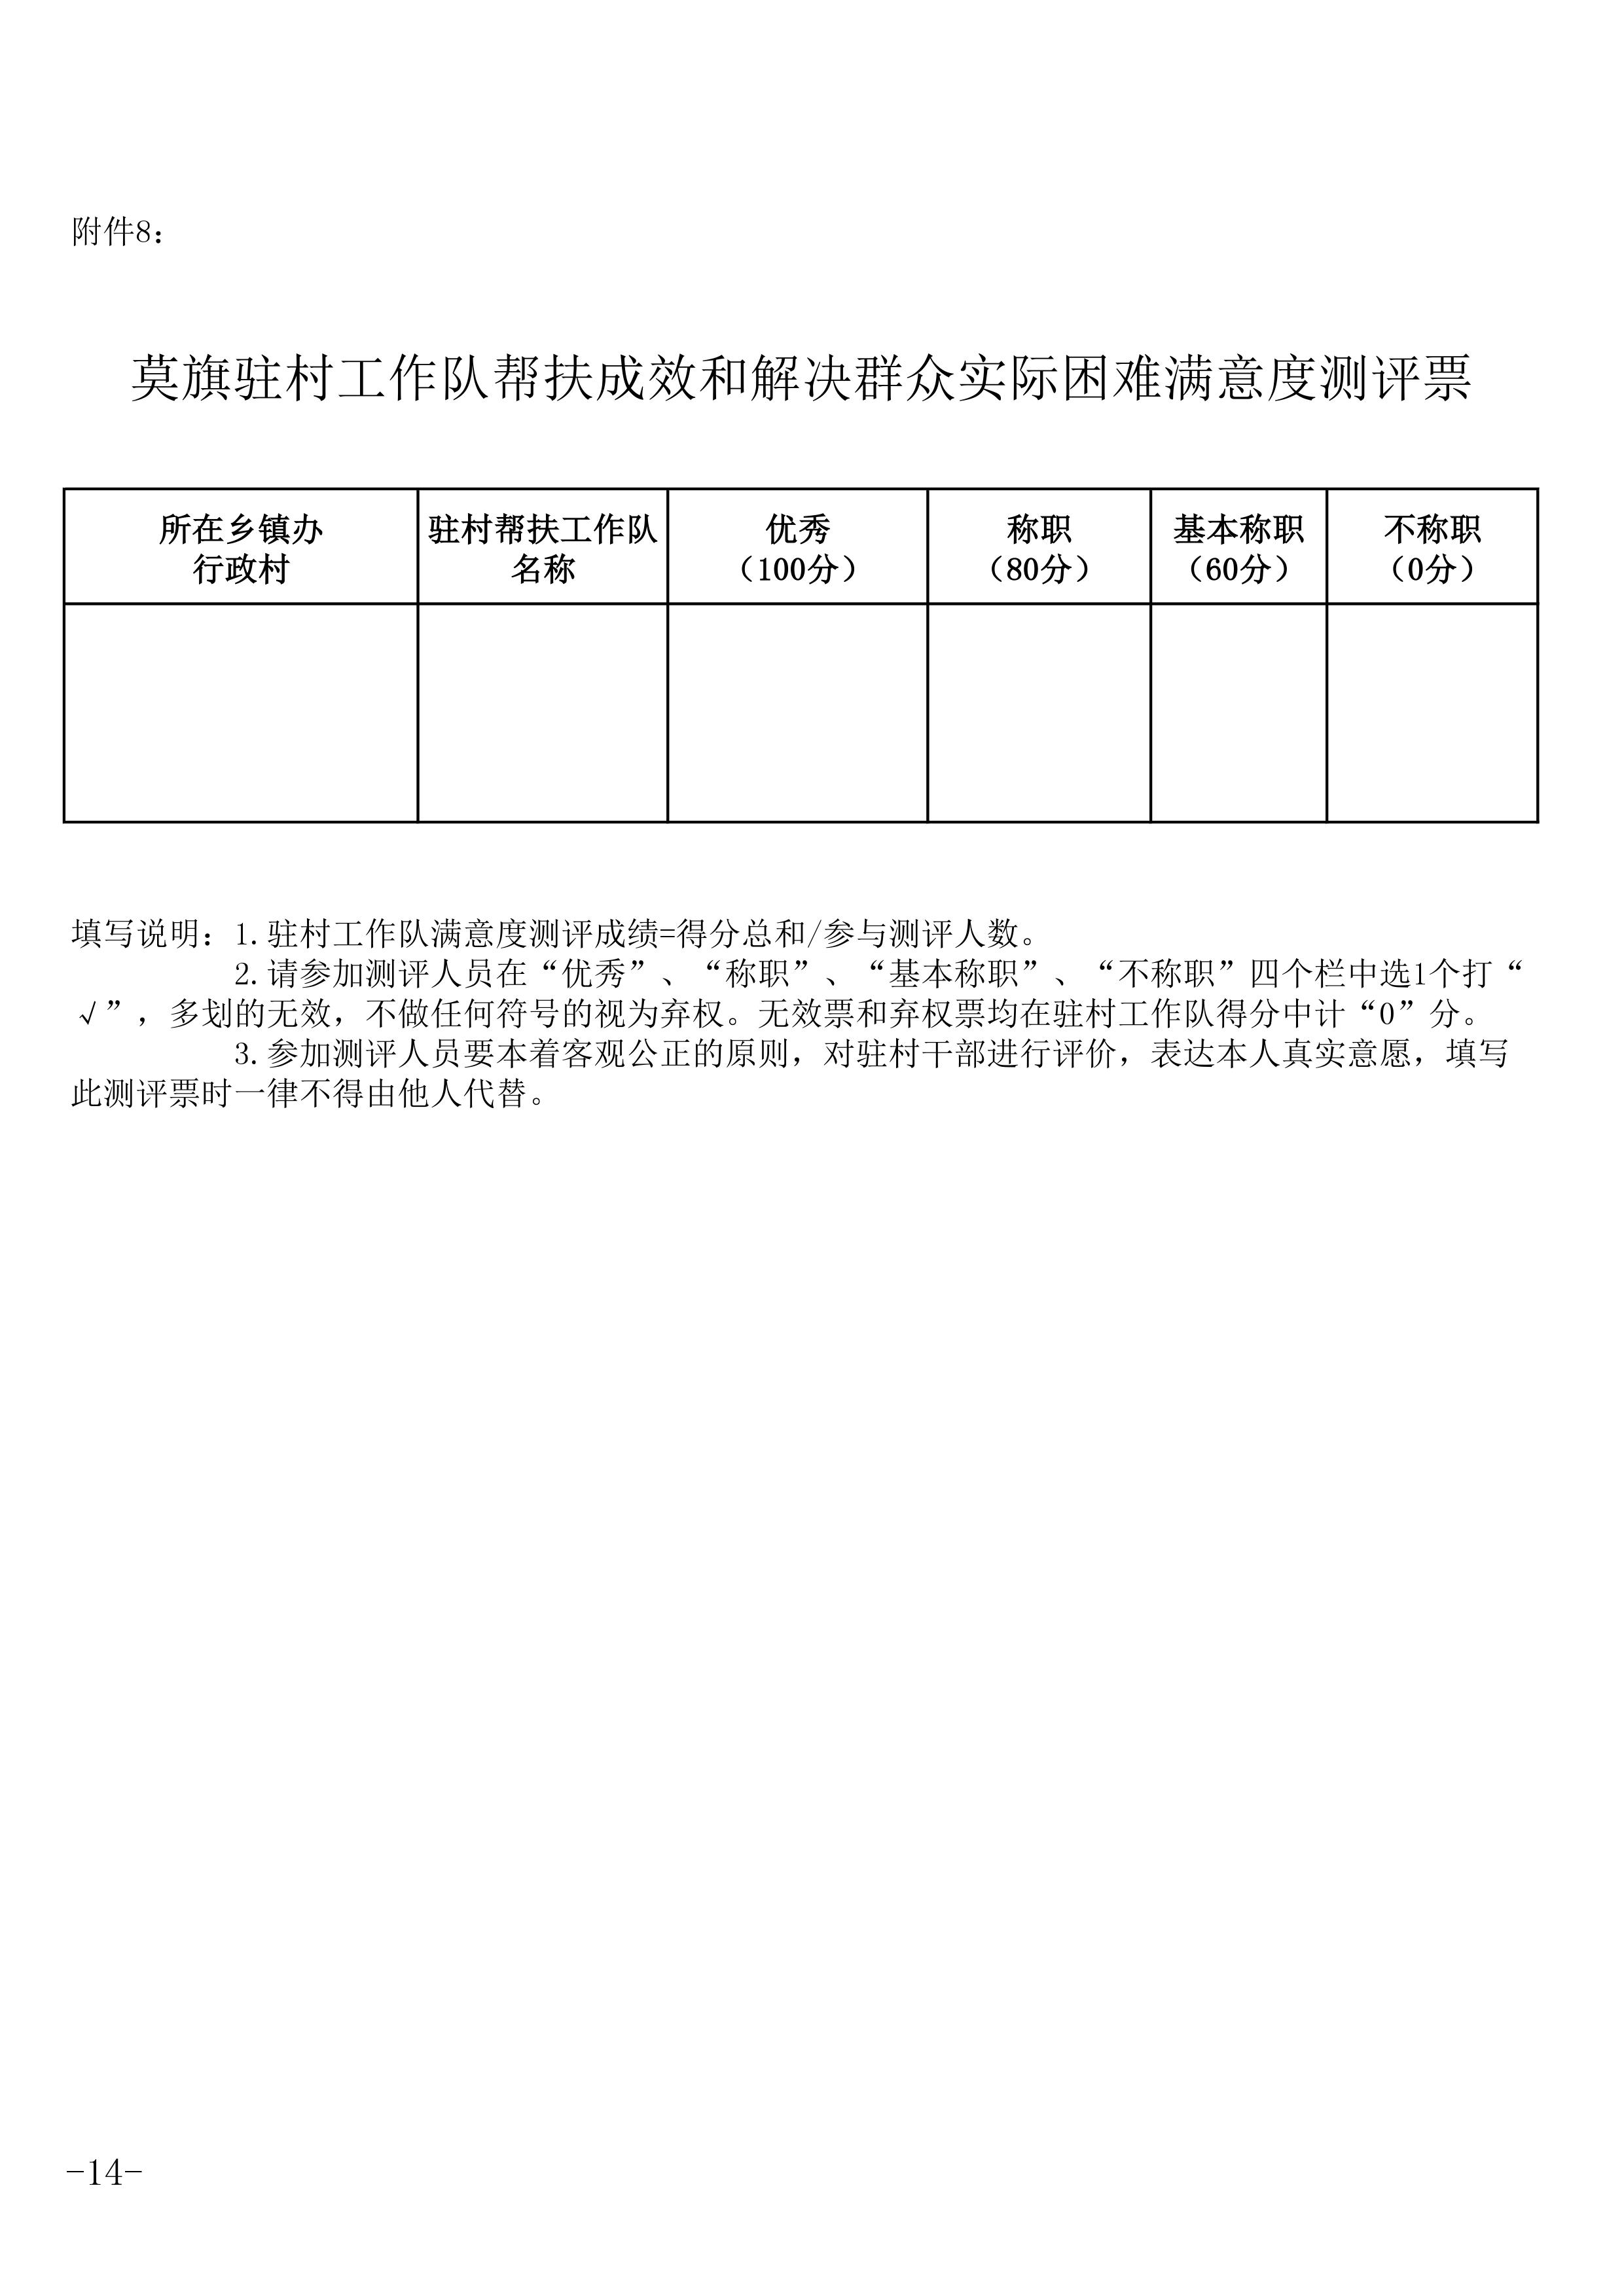 附件8：
莫旗驻村工作队帮扶成效和解决群众实际困难满意度测评票
所在乡镇办
行政村
驻村帮扶工作队
名称
优秀
（100分）
称职
（80分）
基本称职
（60分）
不称职
（0分）
填写说明：1.驻村工作队满意度测评成绩=得分总和/参与测评人数。
2.请参加测评人员在“优秀”、“称职”、“基本称职”、“不称职”四个栏中选1个打“
√”，多划的无效，不做任何符号的视为弃权。无效票和弃权票均在驻村工作队得分中计“0”分。
3.参加测评人员要本着客观公正的原则，对驻村干部进行评价，表达本人真实意愿，填写
此测评票时一律不得由他人代替。
-14-